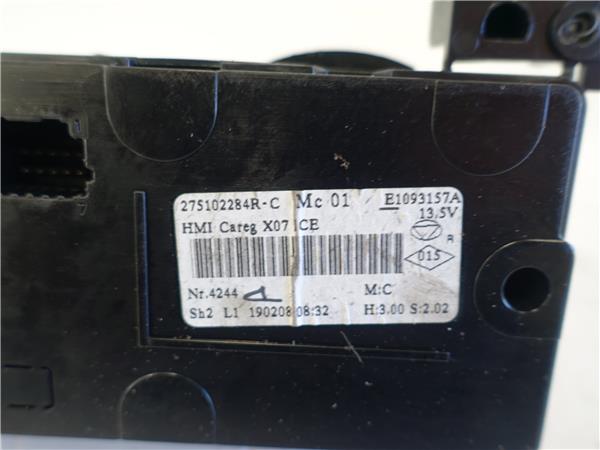 275102284R-C Mc 01 E1093157A
13,5V
HMI Careg X07 ICE
R
015
Nr.4244 M:C
Sh2 L1 190208 08:32 H:3.00 S:2.02